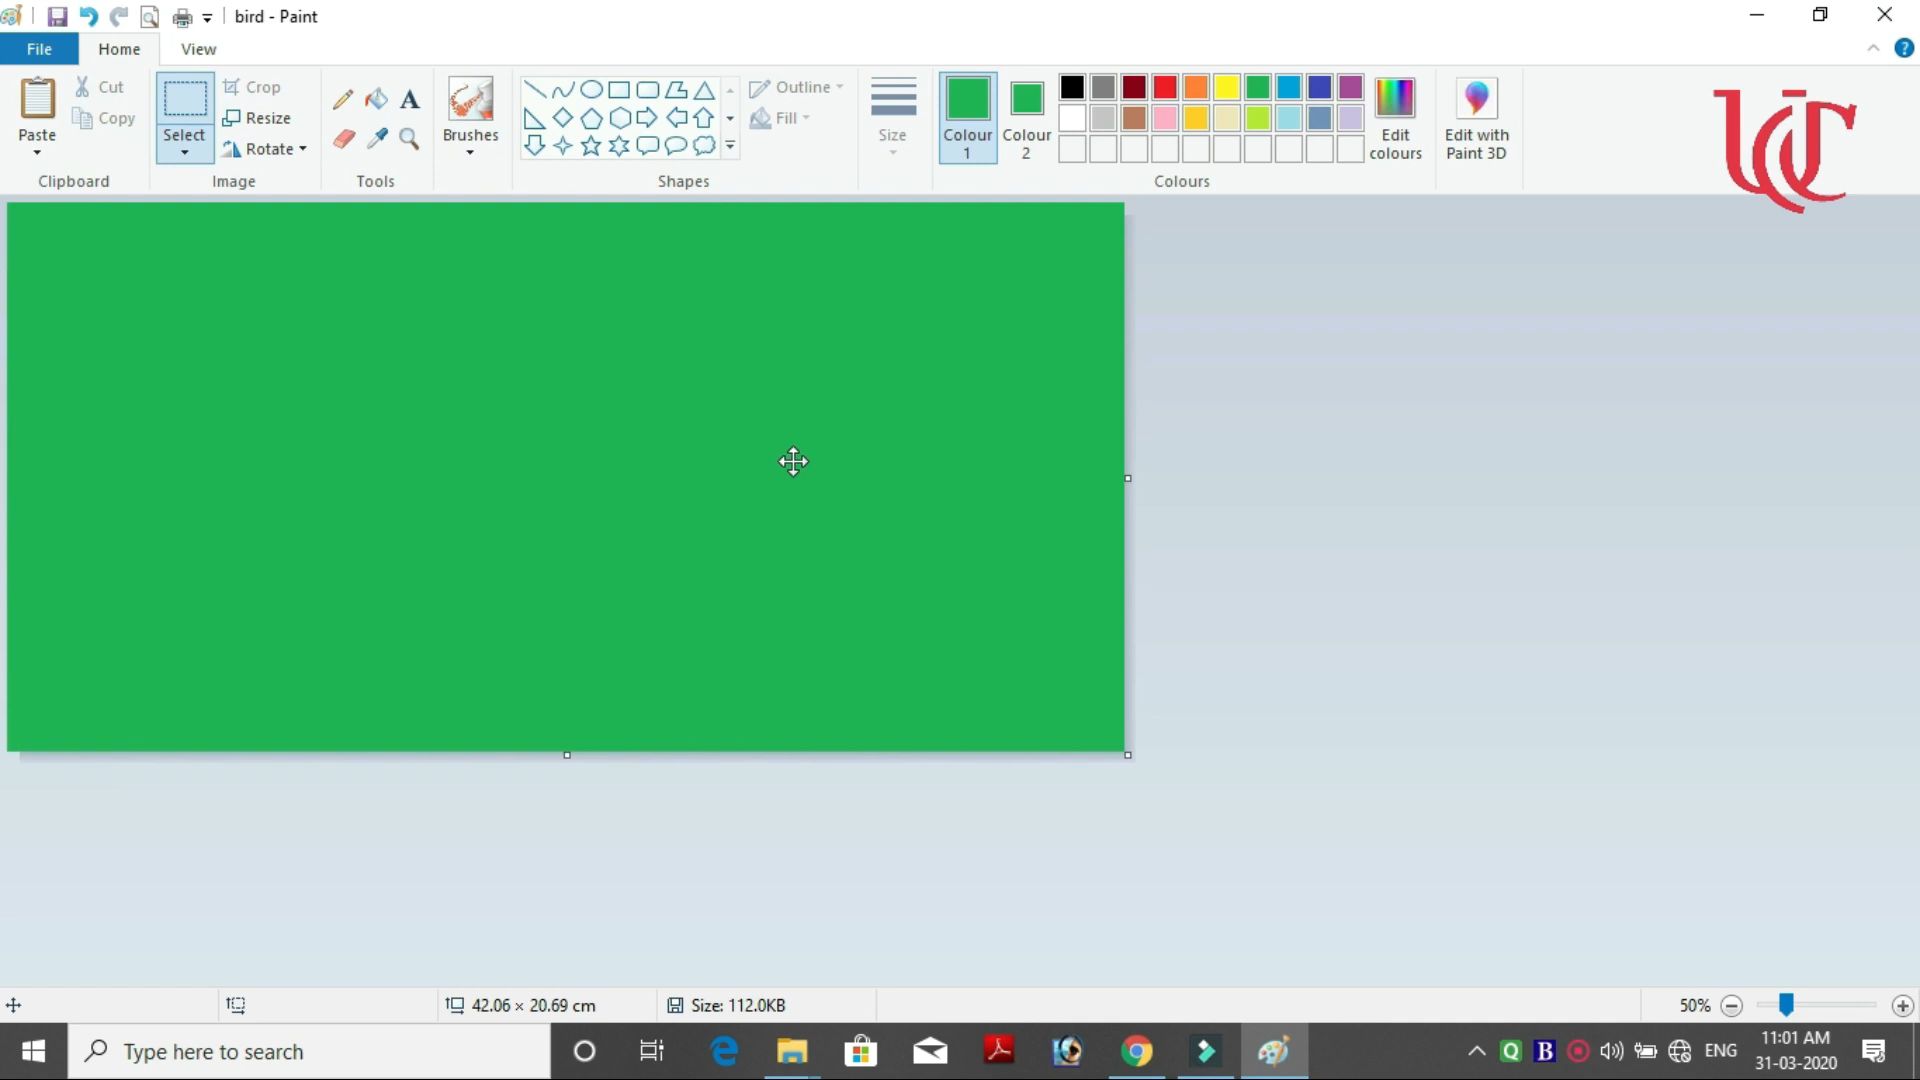 bird - Paint
File Home View
Paste Cut Copy Clipboard
Select Crop Resize Rotate Image
Tools
Brushes
Shapes
Outline Fill
Size
Colour 1 Colour 2
Edit colours
Colours
Edit with Paint 3D
UCC
42.06 × 20.69 cm Size: 112.0KB 50%
Type here to search
ENG 11:01 AM
31-03-2020